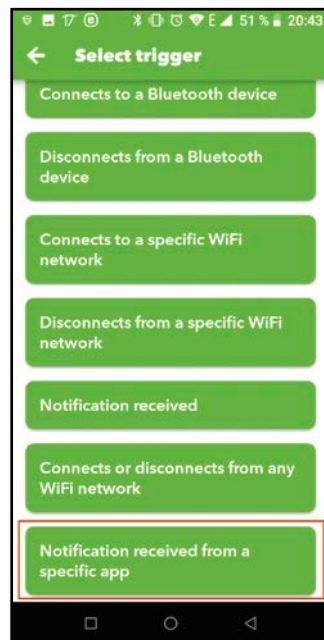 51 % 20:43
Select trigger
Connects to a Bluetooth device
Disconnects from a Bluetooth
device
Connects to a specific WiFi
network
Disconnects from a specific WiFi
network
Notification received
Connects or disconnects from any
WiFi network
Notification received from a
specific app